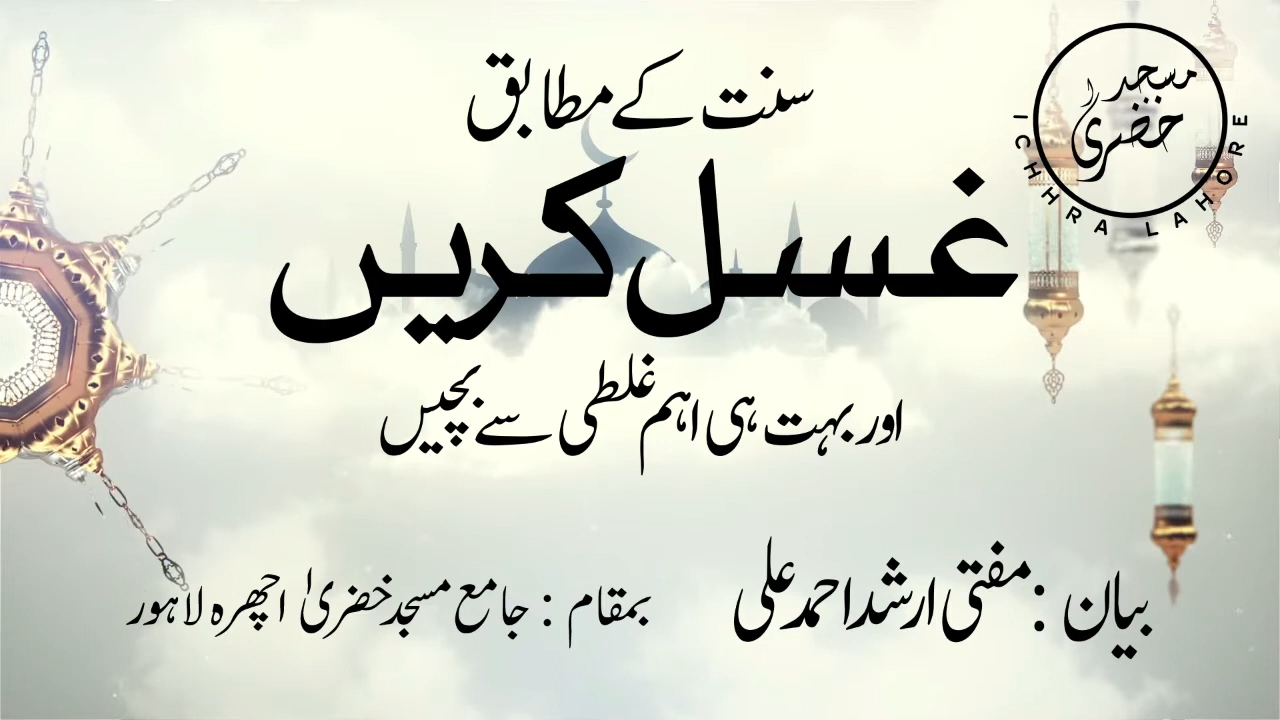 سنت کے مطابق
غسل کریں
اور بہت ہی اہم غلطی سے بچیں
بیان : مفتی ارشد احمد علی
بمقام : جامع مسجد خضریٰ اچھرہ لاہور
مسجد
خضریٰ
ICHHRA LAHORE